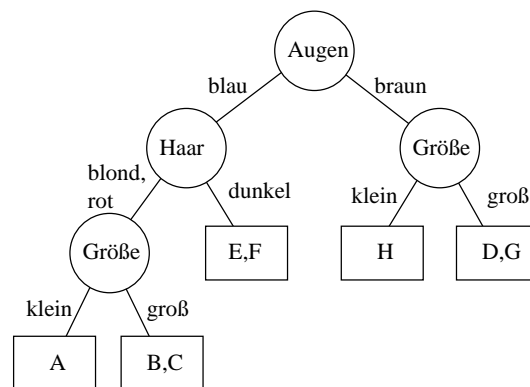 Augen
blau
braun
Haar
Größe
blond,
rot
dunkel
klein
groß
Größe
E,F
H
D,G
klein
groß
A
B,C